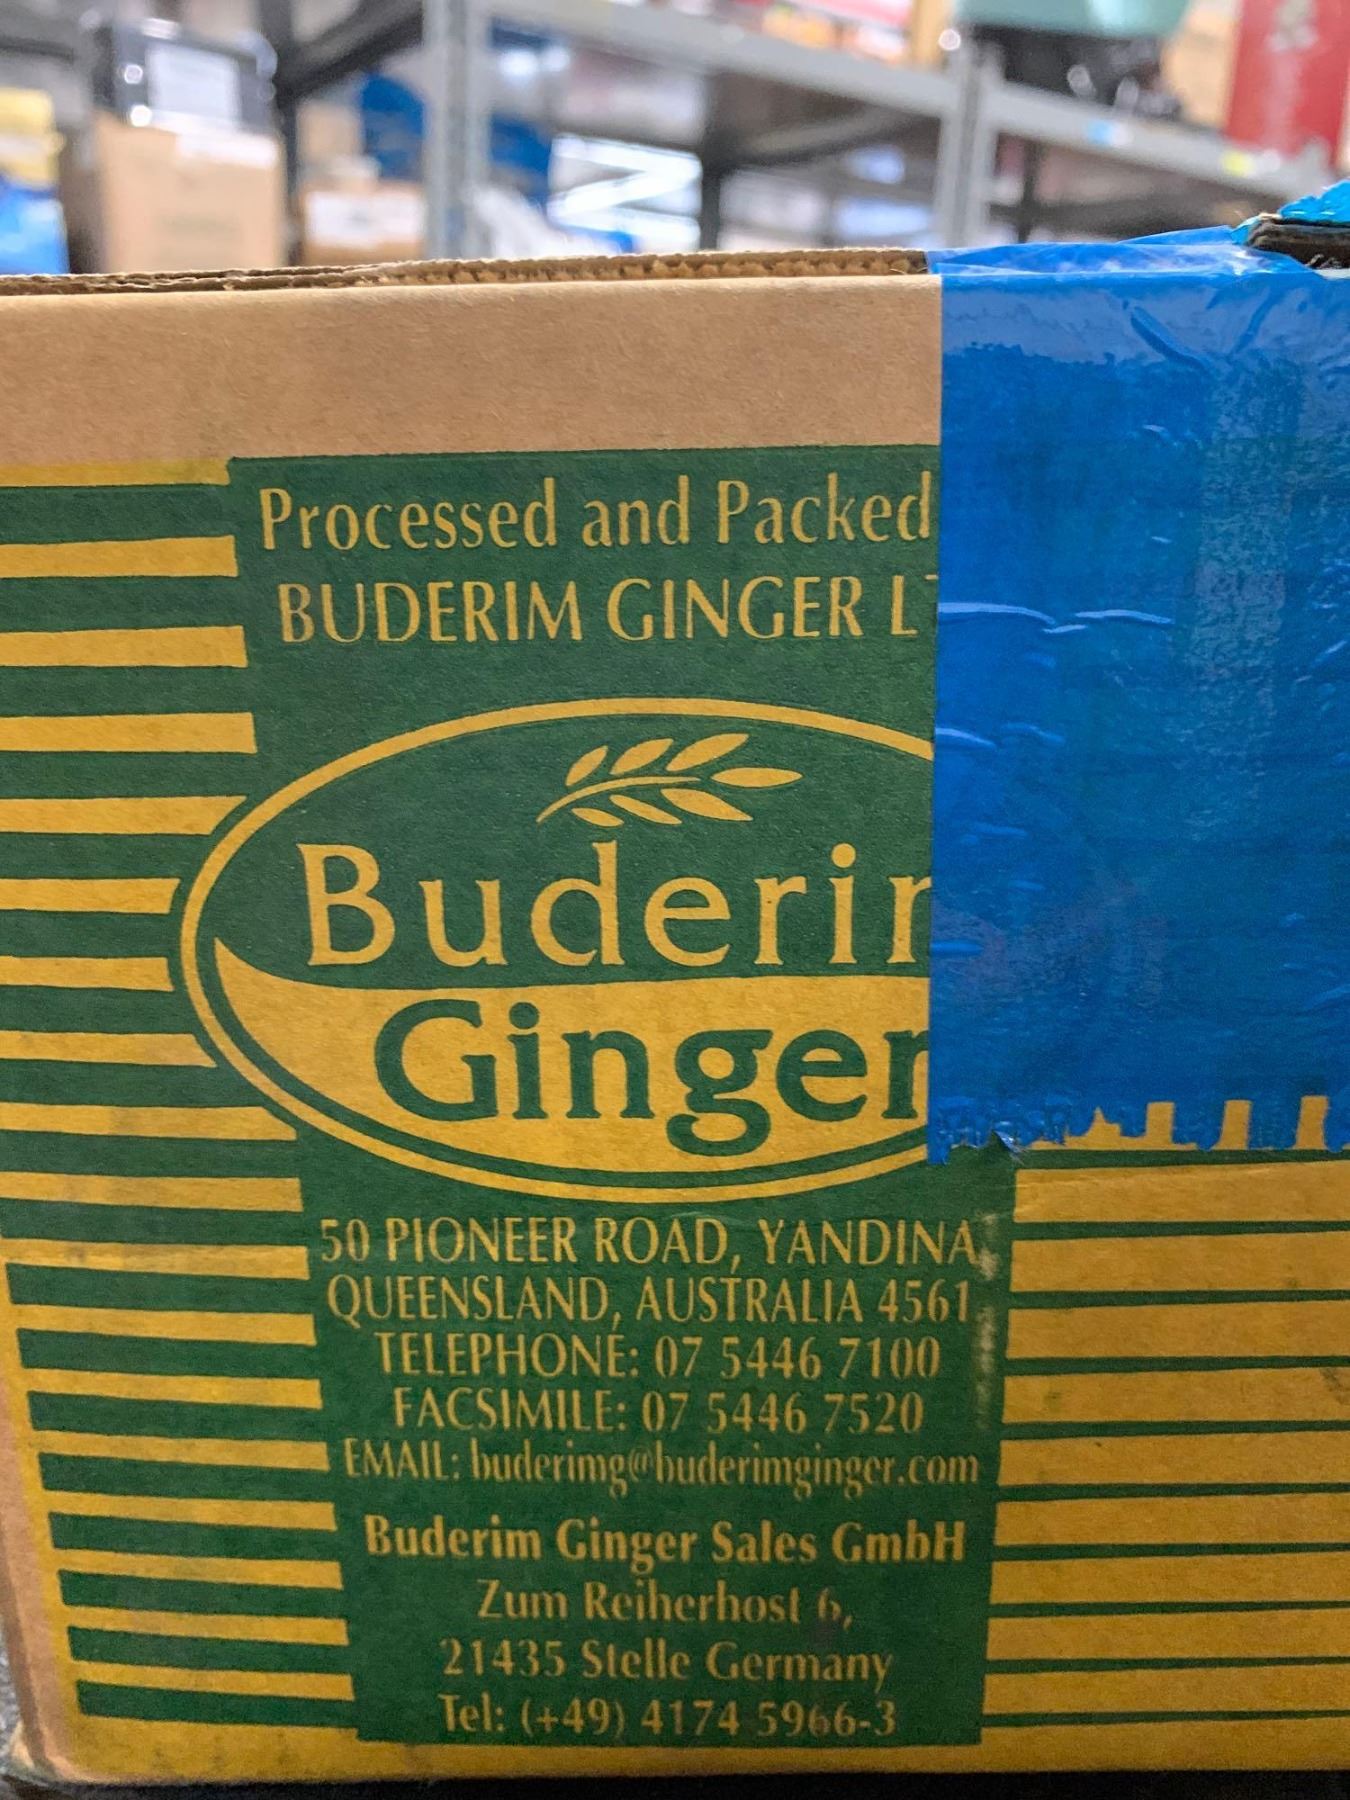 Processed and Packed
BUDERIM GINGER
Buderi
Ginger
50 PIONEER ROAD, YANDINA,
QUEENSLAND, AUSTRALIA 4561
TELEPHONE: 07 5446 7100
FACSIMILE: 07 5446 7520
EMAIL: buderimg@buderimginger.com
Buderim Ginger Sales GmbH
Zum Reiherhost 6,
21435 Stelle Germany
Tel: (+49) 4174 5966-3